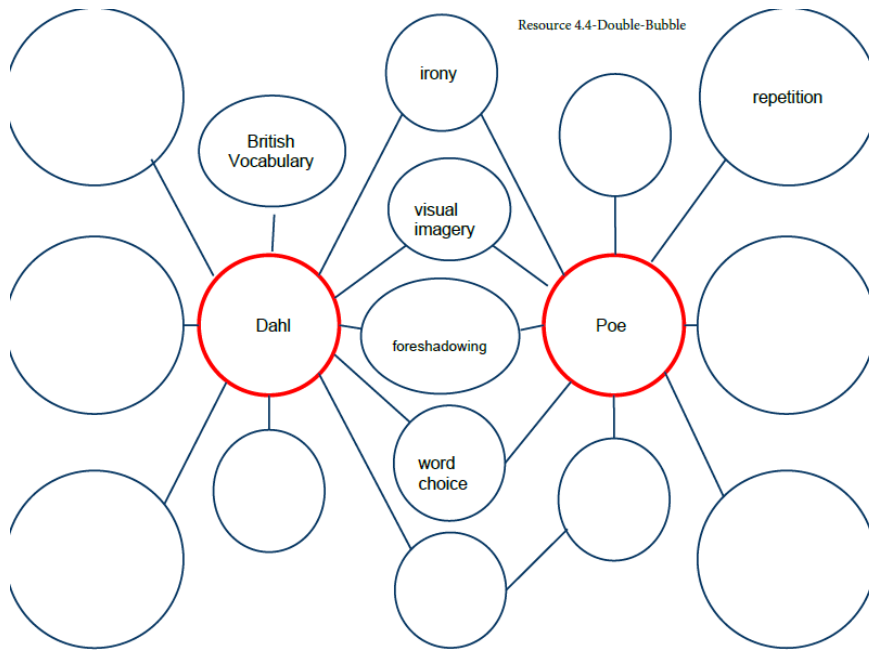 Resource 4.4-Double-Bubble
irony
repetition
British
Vocabulary
visual
imagery
Dahl
Poe
foreshadowing
word
choice